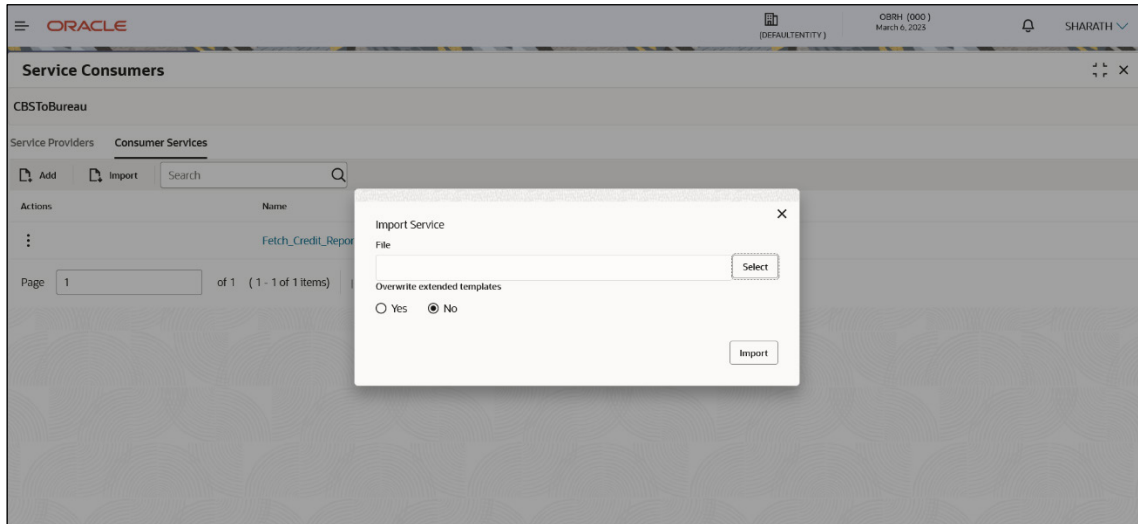 ORACLE
(DEFAULTENTITY)
OBRH (000)
March 6, 2023
SHARATH
Service Consumers
CBSToBureau
Service Providers Consumer Services
Add Import Search
Actions Name
Fetch_Credit_Repor
Page 1 of 1 (1 - 1 of 1 items)
Import Service
File
Select
Overwrite extended templates
Yes No
Import